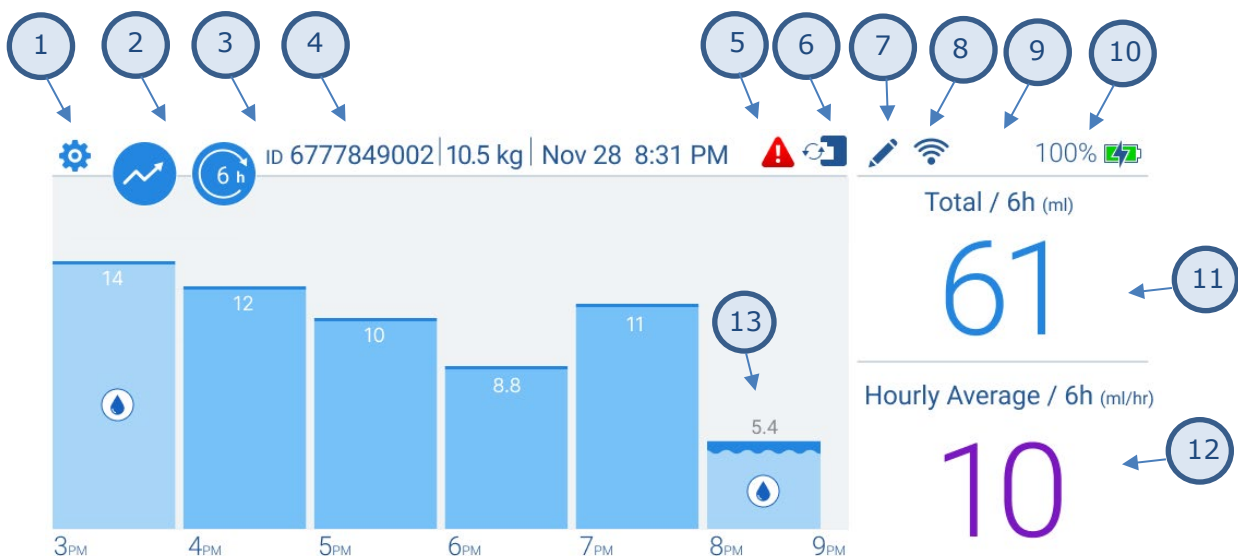 1 2 3 4 5 6 7 8 9 10
6 h ID 6777849002 10.5 kg Nov 28 8:31 PM 100%
Total / 6h (ml)
61
11
14
12
10
8.8
11
13
5.4
Hourly Average / 6h (ml/hr)
10
12
3PM 4PM 5PM 6PM 7PM 8PM 9PM